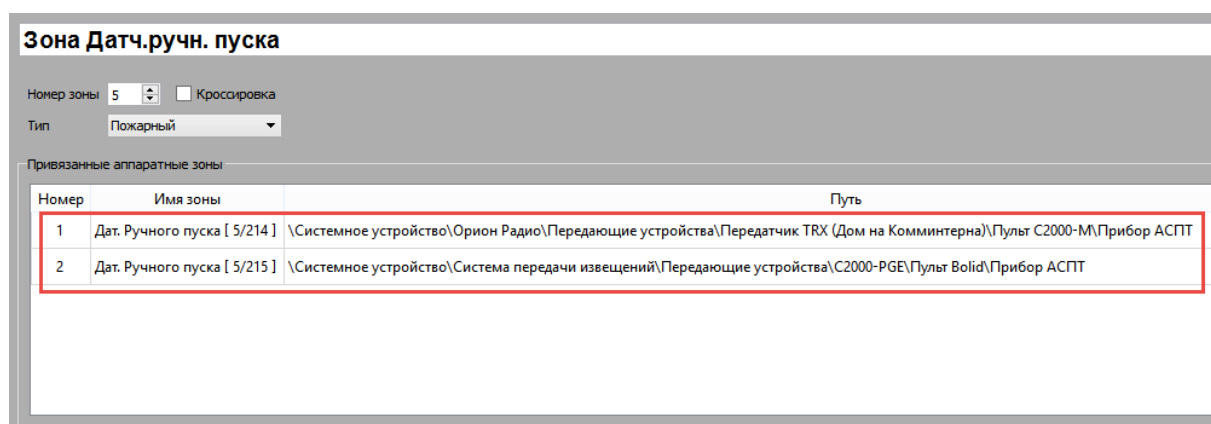 Зона Датч.ручн. пуска
Номер зоны 5 Кроссировка
Тип Пожарный
Привязанные аппаратные зоны
Номер Имя зоны Путь
1 Дат. Ручного пуска [ 5/214 ] \Системное устройство\Орион Радио\Передающие устройства\Передатчик TRX (Дом на Комминтерна)\Пульт С2000-М\Прибор АСПТ
2 Дат. Ручного пуска [ 5/215 ] \Системное устройство\Система передачи извещений\Передающие устройства\С2000-PGE\Пульт Bolid\Прибор АСПТ